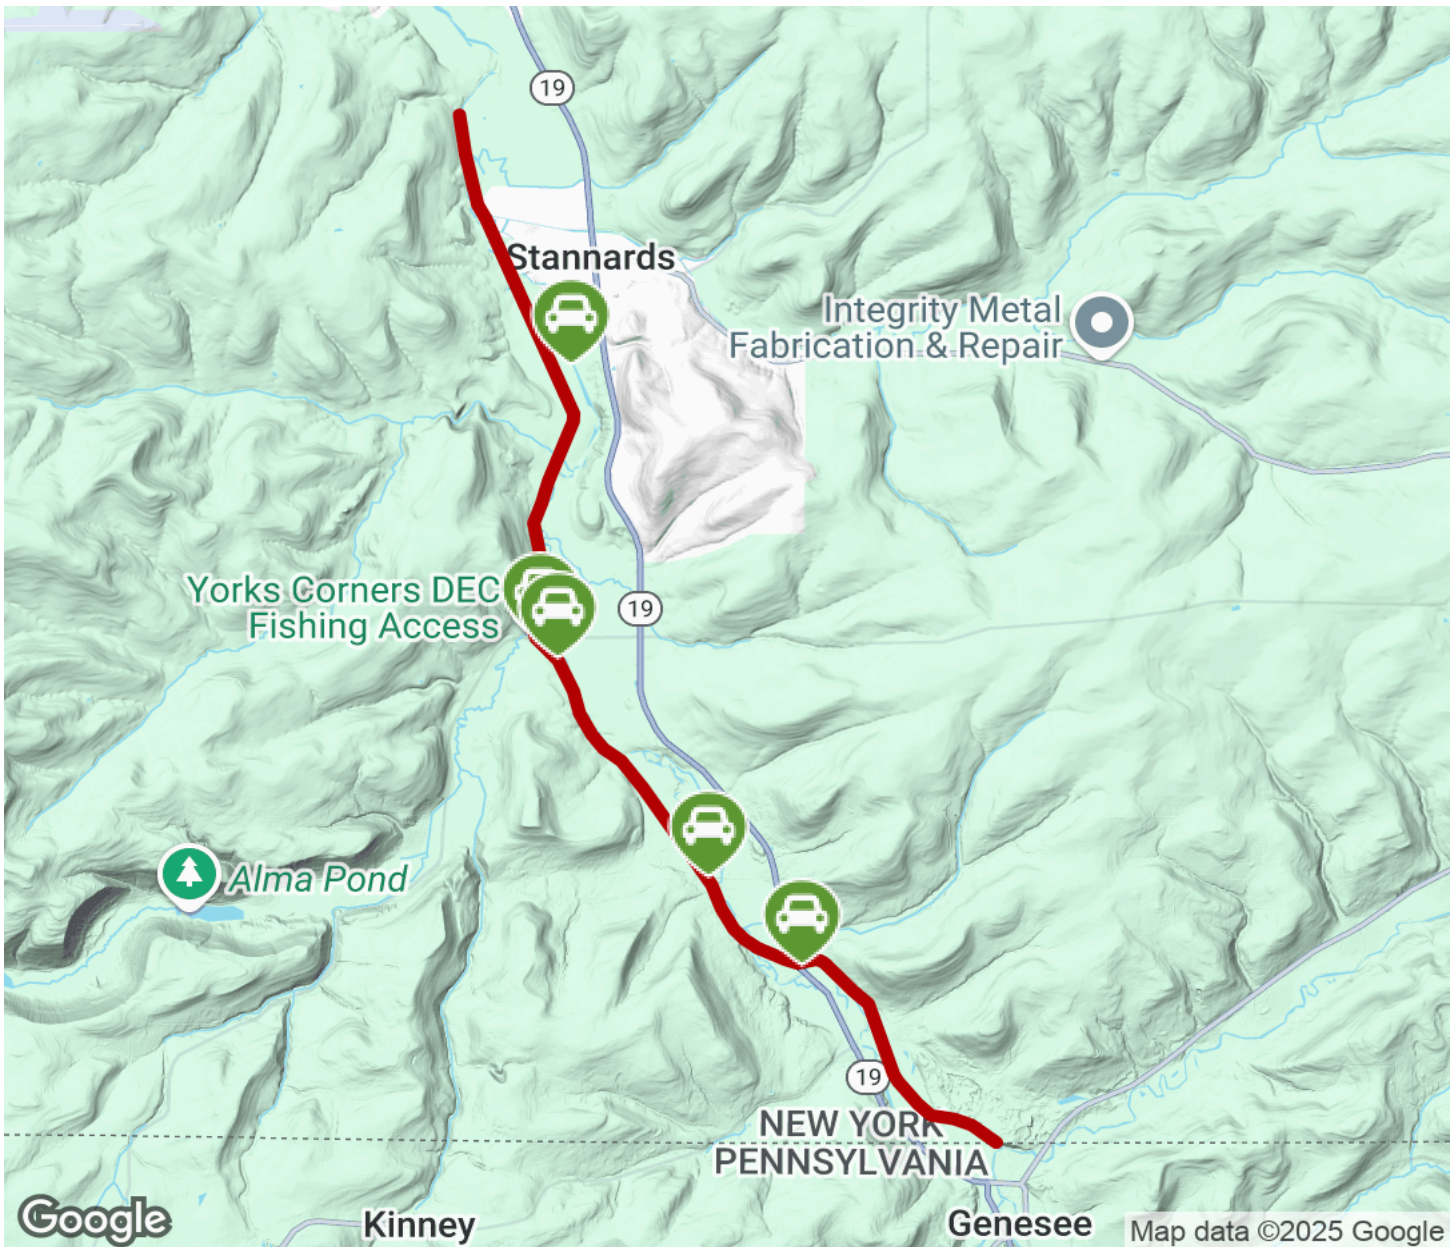 19
Stannards
Integrity Metal
Fabrication & Repair
Yorks Corners DEC
Fishing Access
19
Alma Pond
19
NEW YORK
PENNSYLVANIA
Kinney
Genesee
Google
Map data ©2025 Google